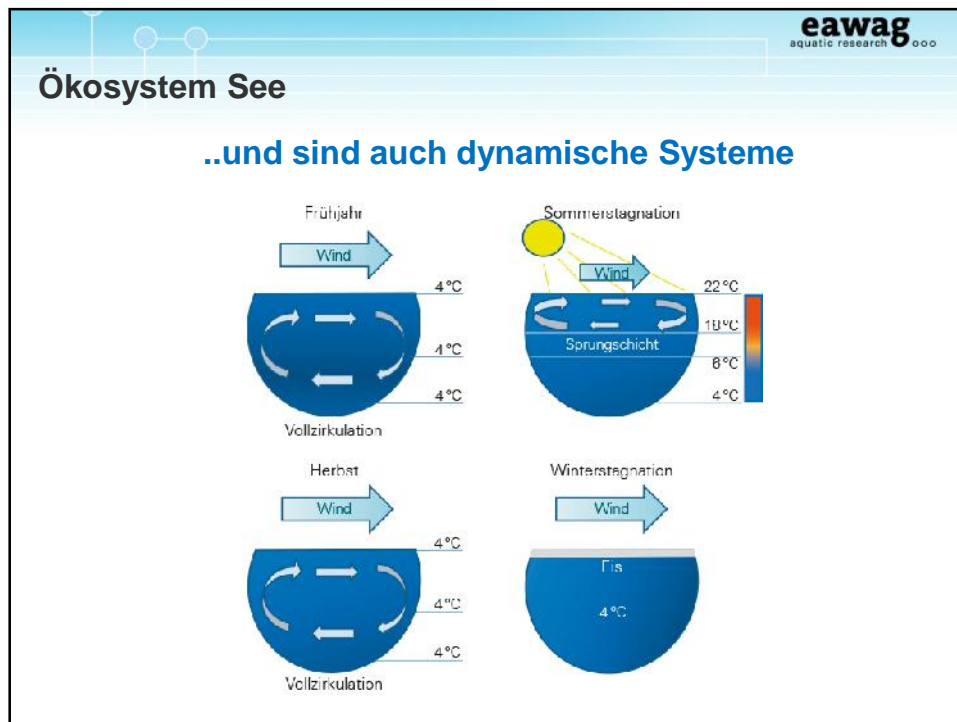 eawag
aquatic research
Ökosystem See
..und sind auch dynamische Systeme
Frühjahr
Wind
4 °C
4 °C
4 °C
Vollzirkulation
Sommerstagnation
Wind
22 °C
18 °C
Sprungschicht
6 °C
4 °C
Herbst
Wind
4 °C
4 °C
4 °C
Vollzirkulation
Winterstagnation
Wind
Eis
4 °C